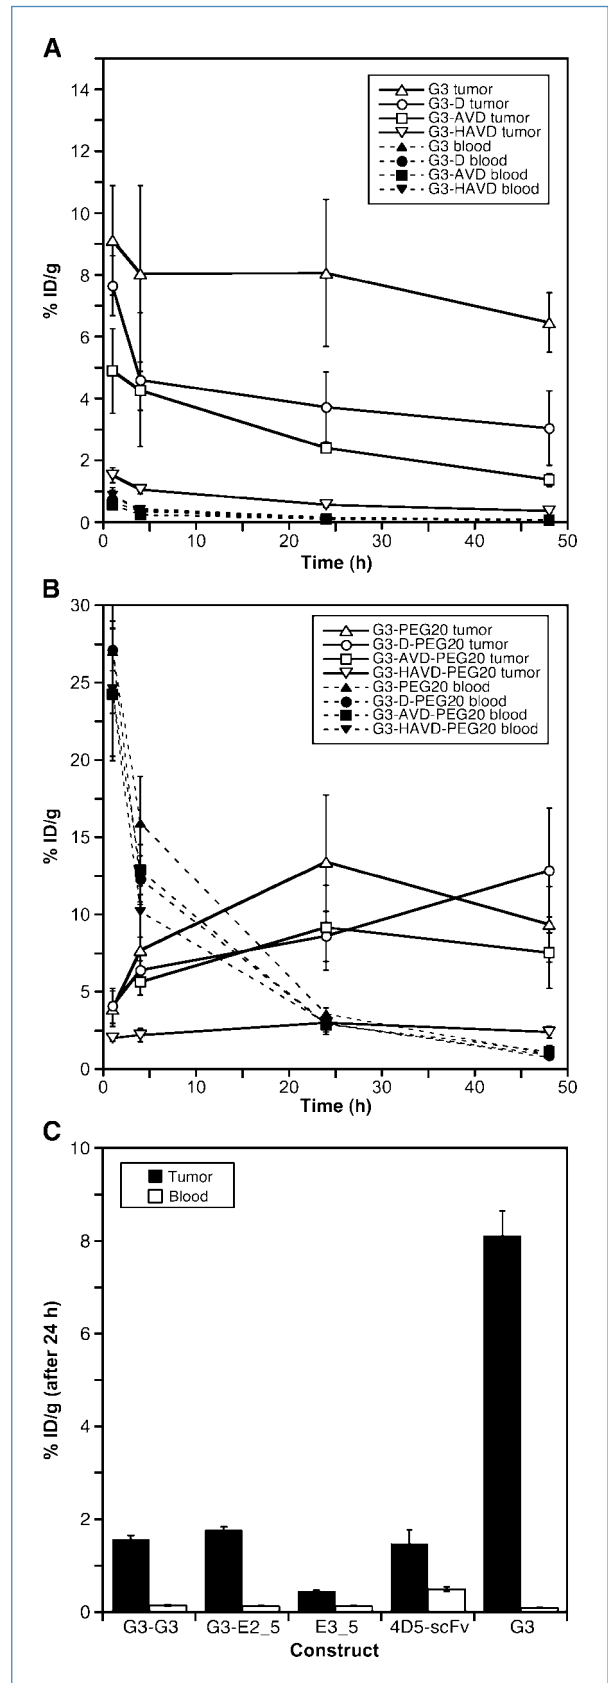 A
14
12
10
8
6
4
2
0
% ID/g
G3 tumor
G3-D tumor
G3-AVD tumor
G3-HAVD tumor
G3 blood
G3-D blood
G3-AVD blood
G3-HAVD blood
0 10 20 30 40 50
Time (h)
B
30
25
20
15
10
5
0
% ID/g
G3-PEG20 tumor
G3-D-PEG20 tumor
G3-AVD-PEG20 tumor
G3-HAVD-PEG20 tumor
G3-PEG20 blood
G3-D-PEG20 blood
G3-AVD-PEG20 blood
G3-HAVD-PEG20 blood
0 10 20 30 40 50
Time (h)
C
10
8
6
4
2
0
% ID/g (after 24 h)
Tumor
Blood
G3-G3 G3-E2_5 E3_5 4D5-scFv G3
Construct